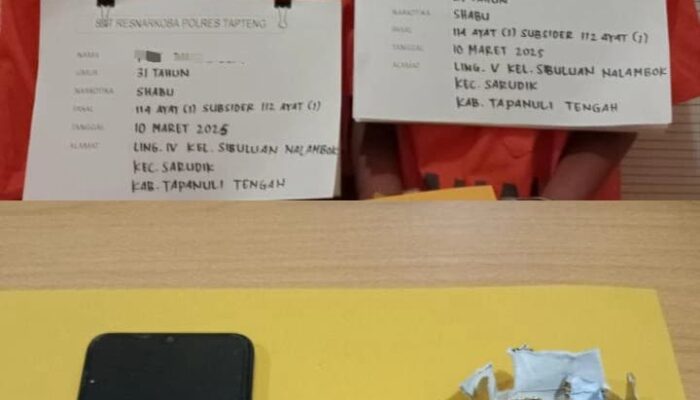 SAT RESNARKOBA POLRES TAPTENG
NAMA
UMUR 31 TAHUN
NARKOTIKA SHABU
PASAL 114 AYAT (1) SUBSIDER 112 AYAT (1)
TANGGAL 10 MARET 2025
ALAMAT LING. IV KEL. SIBULUAN NALAMBOK
KEC. SARUDIK
KAB. TAPANULI TENGAH
TAHUN
NARKOTIKA SHABU
PASAL 114 AYAT (1) SUBSIDER 112 AYAT (1)
TANGGAL 10 MARET 2025
ALAMAT LING. V KEL. SIBULUAN NALAMBOK
KEC. SARUDIK
KAB. TAPANULI TENGAH